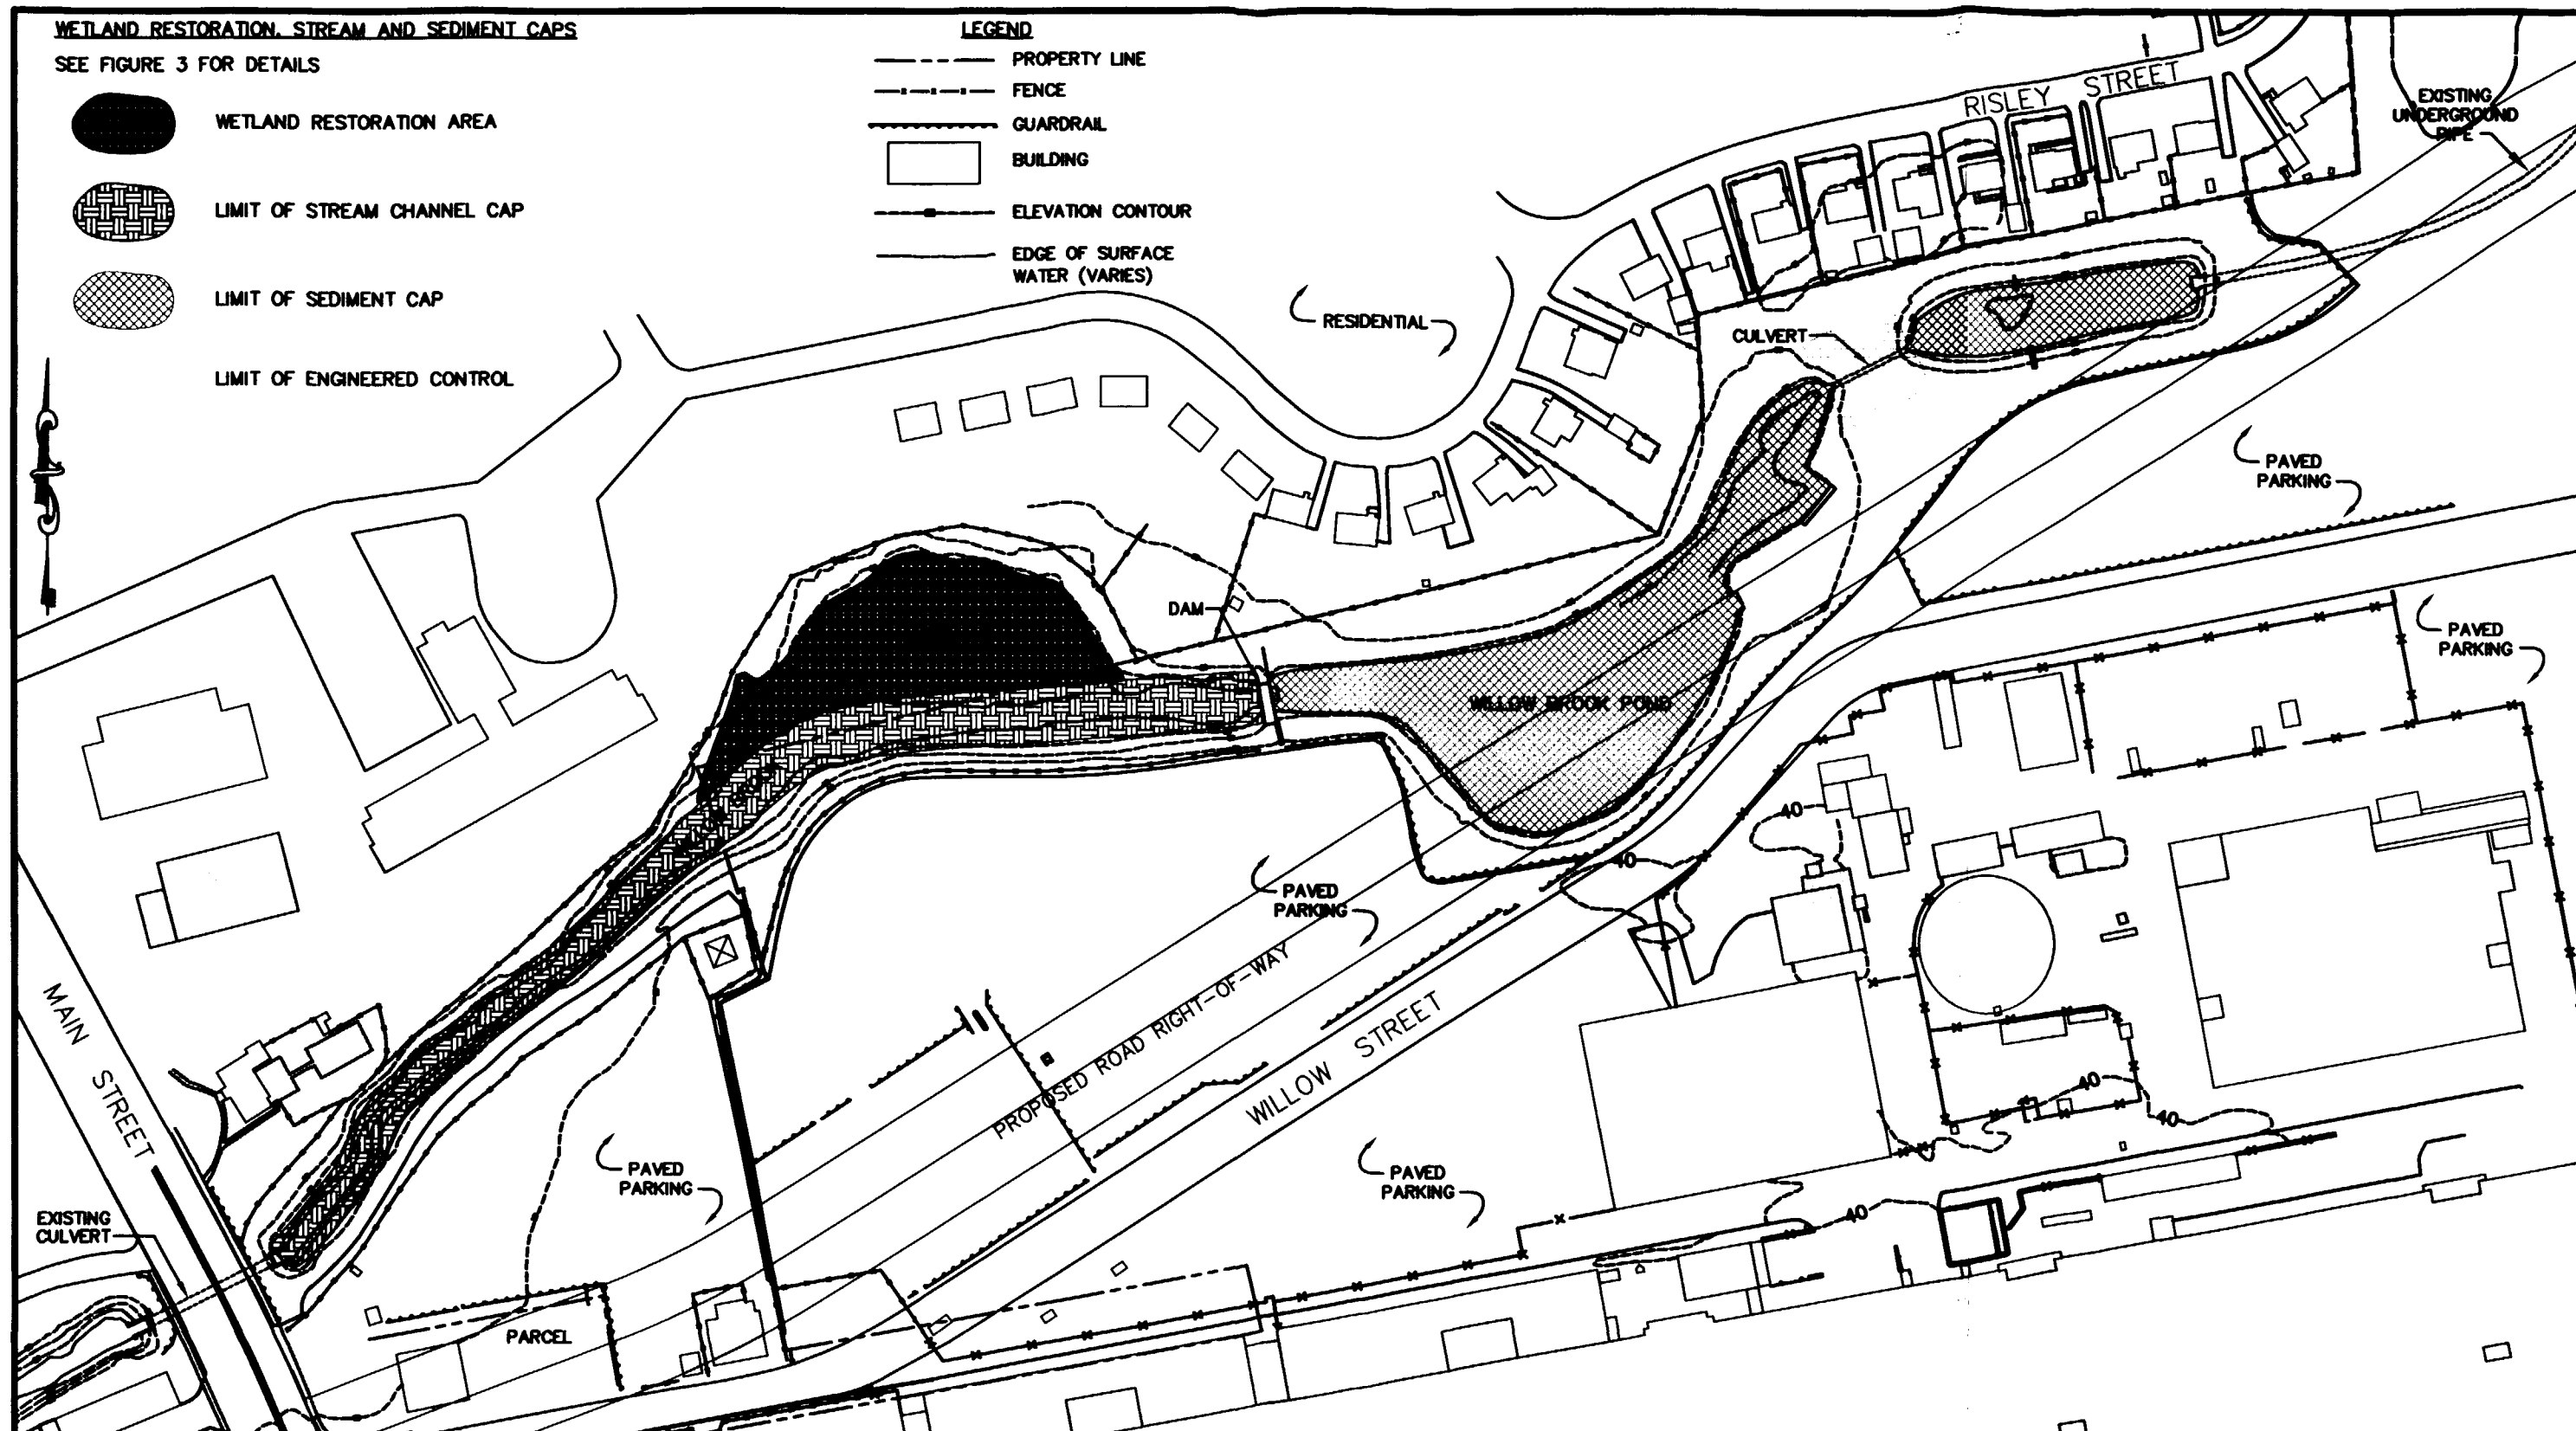 WETLAND RESTORATION, STREAM AND SEDIMENT CAPS
SEE FIGURE 3 FOR DETAILS
WETLAND RESTORATION AREA
LIMIT OF STREAM CHANNEL CAP
LIMIT OF SEDIMENT CAP
LIMIT OF ENGINEERED CONTROL
LEGEND
PROPERTY LINE
FENCE
GUARDRAIL
BUILDING
ELEVATION CONTOUR
EDGE OF SURFACE
WATER (VARIES)
RISLEY STREET
EXISTING
UNDERGROUND
PIPE
RESIDENTIAL
CULVERT
PAVED
PARKING
DAM
PAVED
PARKING
WILLOW BROOK POND
40
40
PAVED
PARKING
PROPOSED ROAD RIGHT-OF-WAY
WILLOW STREET
MAIN STREET
40
40
PAVED
PARKING
PAVED
PARKING
EXISTING
CULVERT
40
PARCEL